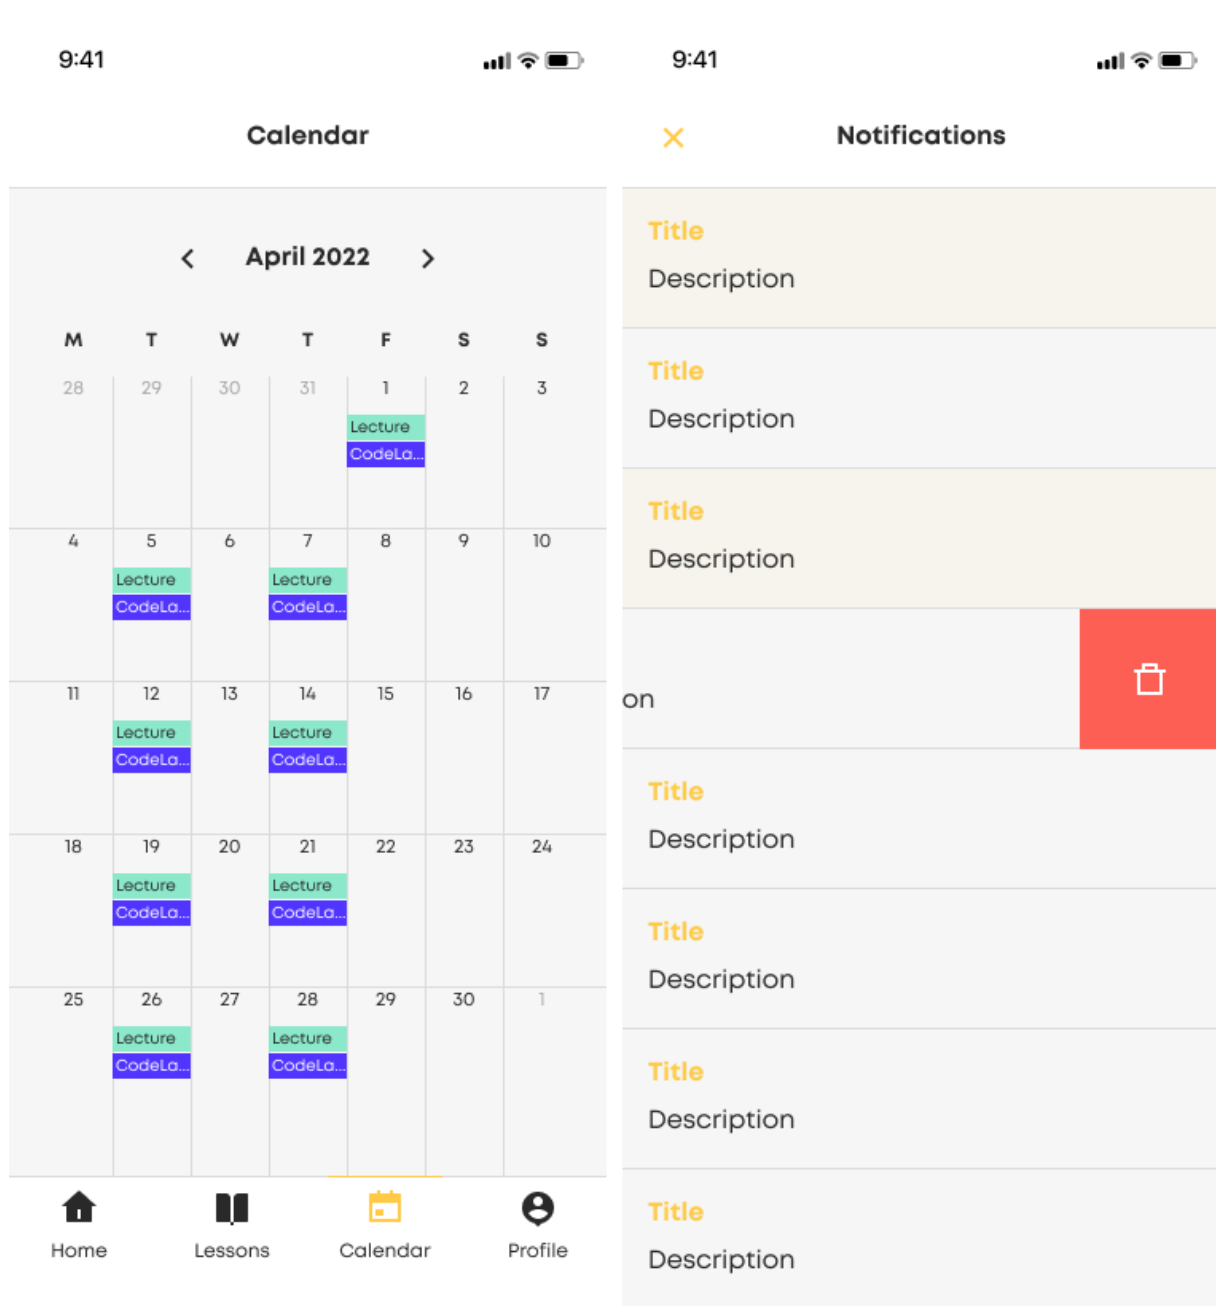 9:41
Calendar
April 2022
M T W T F S S
28 29 30 31 1 2 3
Lecture
CodeLa...
4 5 6 7 8 9 10
Lecture Lecture
CodeLa... CodeLa...
11 12 13 14 15 16 17
Lecture Lecture
CodeLa... CodeLa...
18 19 20 21 22 23 24
Lecture Lecture
CodeLa... CodeLa...
25 26 27 28 29 30 1
Lecture Lecture
CodeLa... CodeLa...
Home Lessons Calendar Profile
9:41
Notifications
Title
Description
Title
Description
Title
Description
on
Title
Description
Title
Description
Title
Description
Title
Description